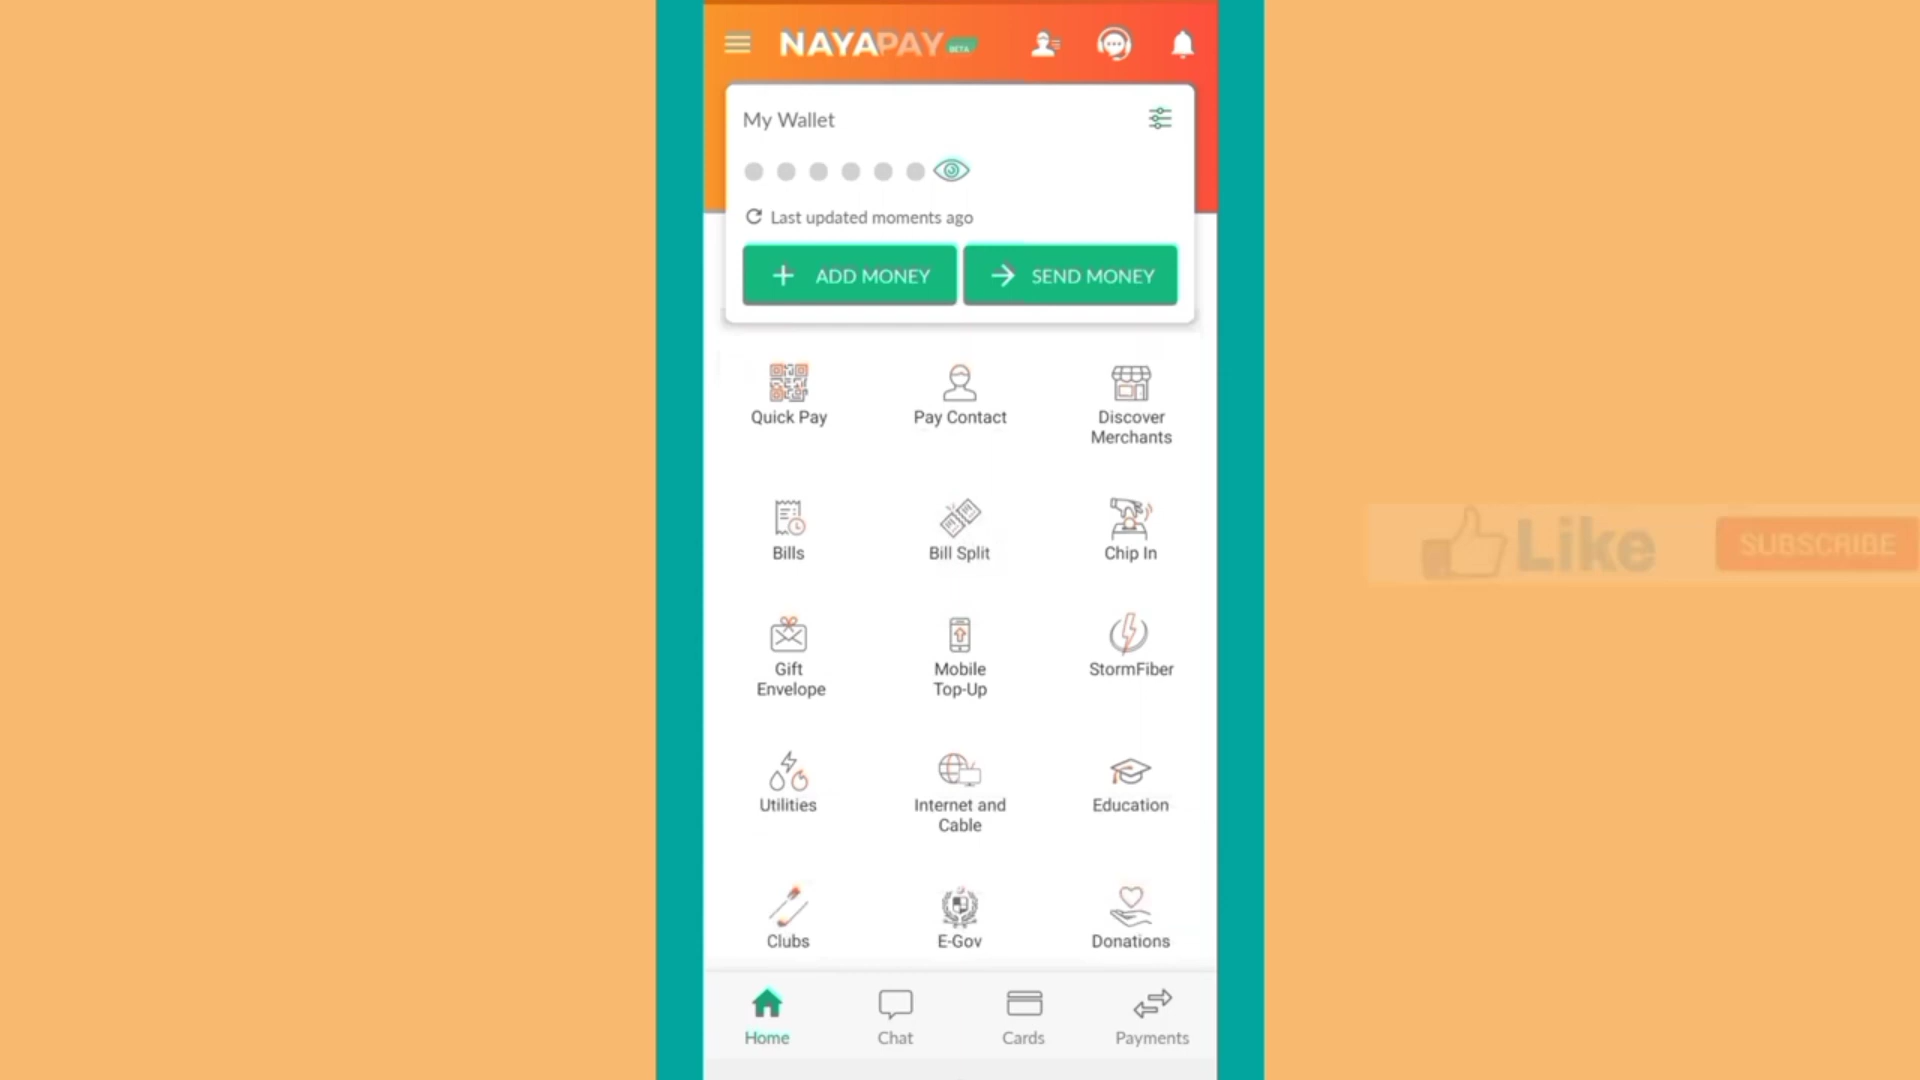 NAYAPAY BETA
My Wallet
Last updated moments ago
ADD MONEY
SEND MONEY
Quick Pay
Pay Contact
Discover
Merchants
Bills
Bill Split
Chip In
Gift
Envelope
Mobile
Top-Up
StormFiber
Utilities
Internet and
Cable
Education
Clubs
E-Gov
Donations
Home
Chat
Cards
Payments
Like
SUBSCRIBE